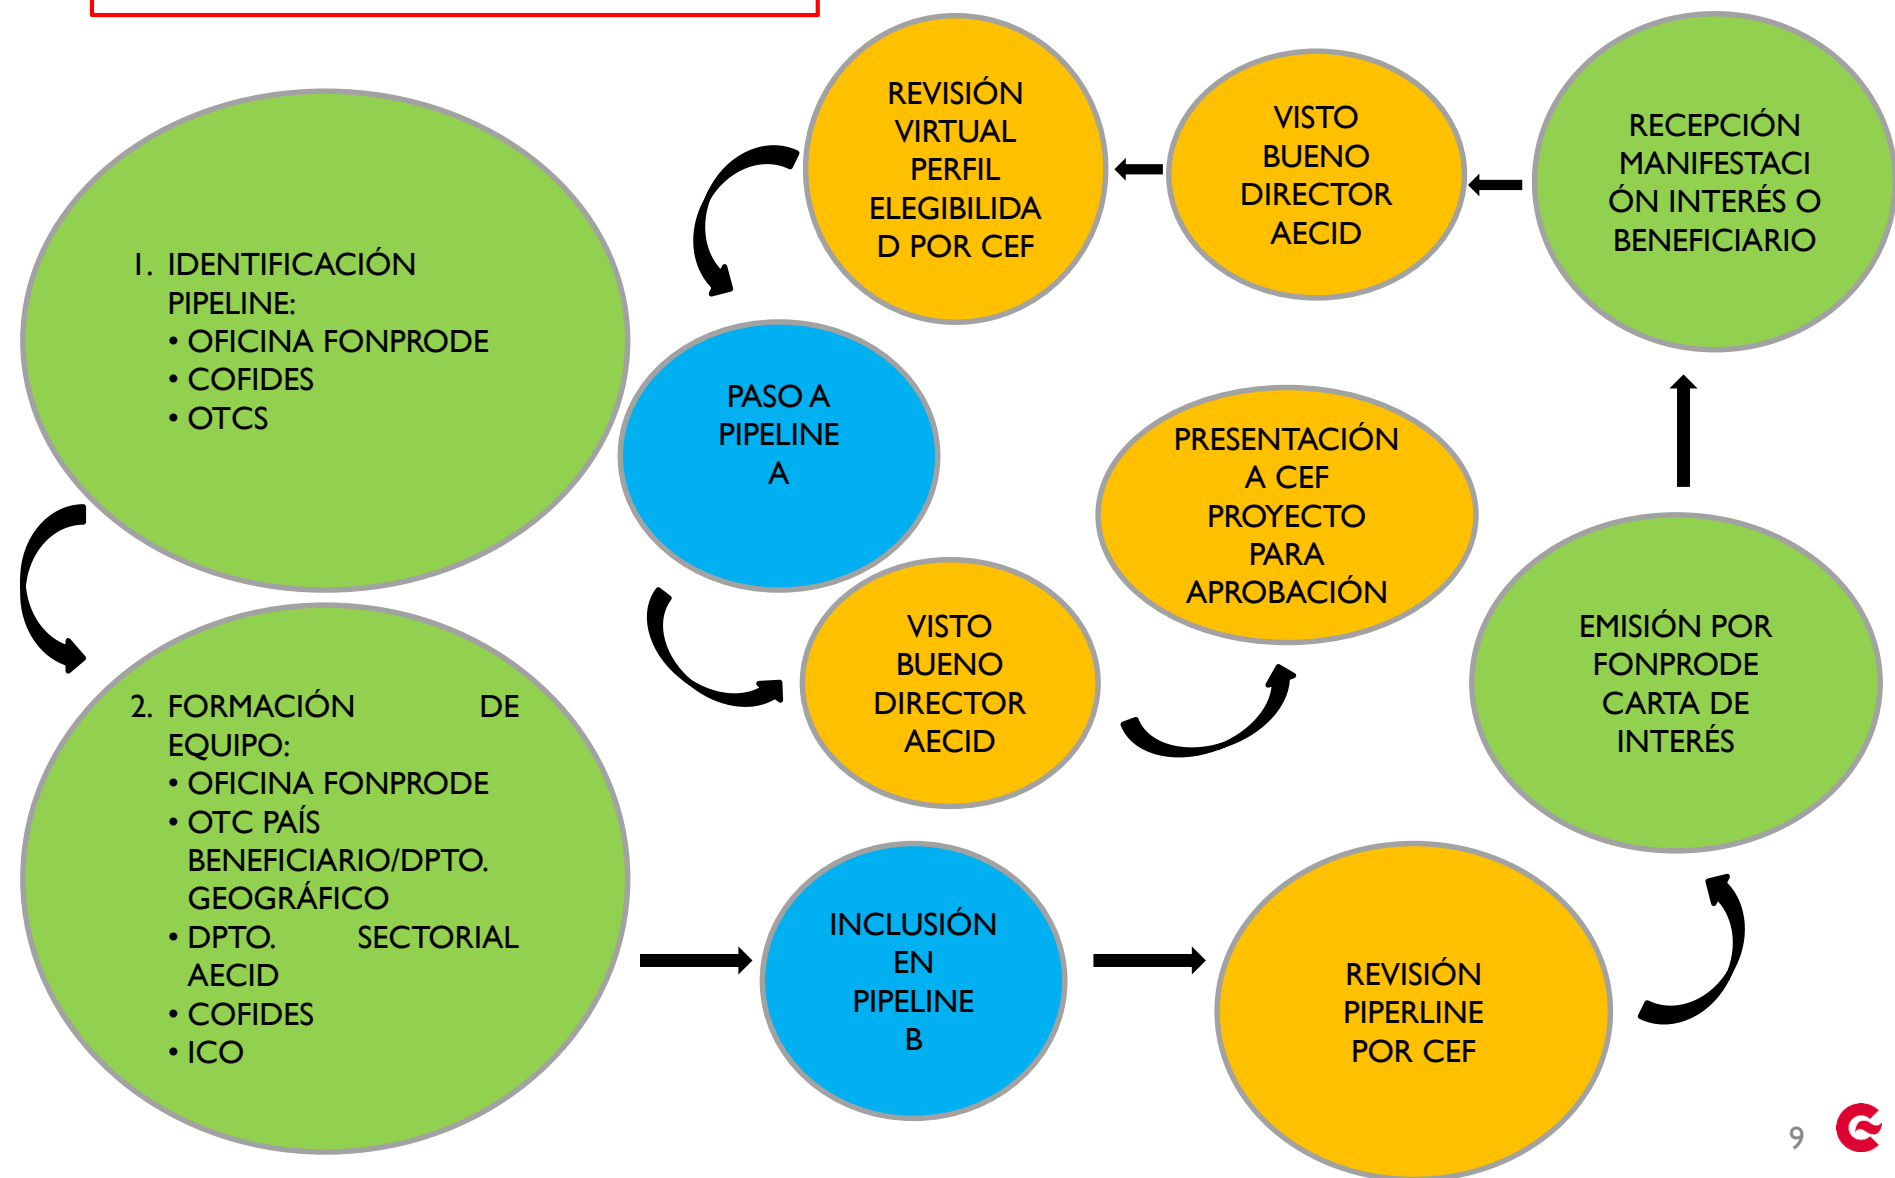 1. IDENTIFICACIÓN
PIPELINE:
• OFICINA FONPRODE
• COFIDES
• OTCS
2. FORMACIÓN DE
EQUIPO:
• OFICINA FONPRODE
• OTC PAÍS
BENEFICIARIO/DPTO.
GEOGRÁFICO
• DPTO. SECTORIAL
AECID
• COFIDES
• ICO
INCLUSIÓN
EN
PIPELINE
B
REVISIÓN
PIPERLINE
POR CEF
EMISIÓN POR
FONPRODE
CARTA DE
INTERÉS
RECEPCIÓN
MANIFESTACI
ÓN INTERÉS O
BENEFICIARIO
VISTO
BUENO
DIRECTOR
AECID
REVISIÓN
VIRTUAL
PERFIL
ELEGIBILIDA
D POR CEF
PASO A
PIPELINE
A
VISTO
BUENO
DIRECTOR
AECID
PRESENTACIÓN
A CEF
PROYECTO
PARA
APROBACIÓN
9